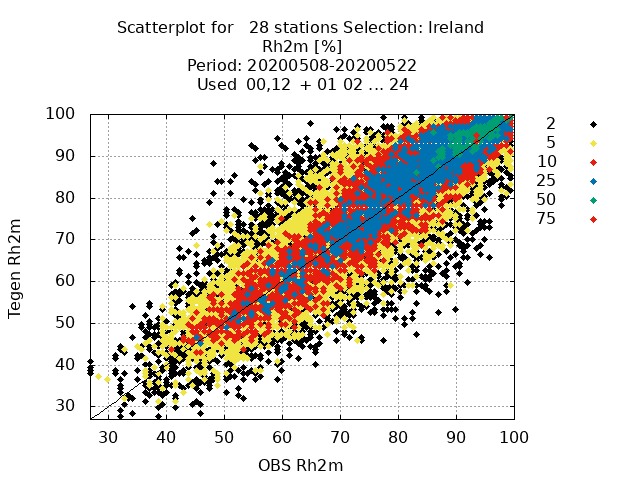 Scatterplot for 28 stations Selection: Ireland
Rh2m [%]
Period: 20200508-20200522
Used 00,12 + 01 02 ... 24
100
90
80
70
60
50
40
30
Tegen Rh2m
30 40 50 60 70 80 90 100
OBS Rh2m
2
5
10
25
50
75